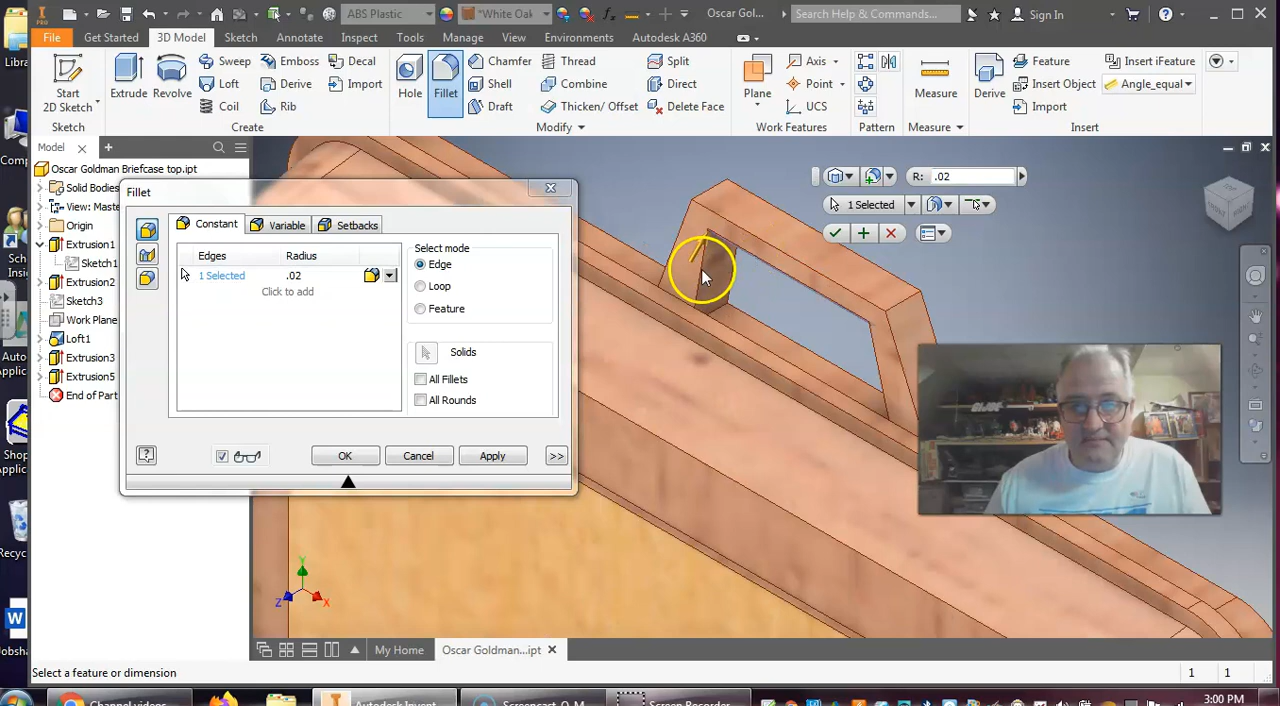 ABS Plastic
*White Oak
Oscar Gol...
Search Help & Commands...
Sign In
File
Get Started
3D Model
Sketch
Annotate
Inspect
Tools
Manage
View
Environments
Autodesk A360
Start
2D Sketch
Extrude
Revolve
Sweep
Loft
Coil
Emboss
Derive
Rib
Decal
Import
Hole
Fillet
Chamfer
Shell
Draft
Thread
Combine
Thicken/ Offset
Split
Direct
Delete Face
Plane
Axis
Point
UCS
Measure
Derive
Feature
Insert Object
Import
Insert iFeature
Angle_equal
Sketch
Create
Modify
Work Features
Pattern
Measure
Insert
Model
Oscar Goldman Briefcase top.ipt
Solid Bodies
View: Maste
Origin
Extrusion1
Sketch1
Extrusion2
Sketch3
Work Plane
Loft1
Extrusion3
Extrusion5
End of Part
Fillet
Constant
Variable
Setbacks
Edges
Radius
1 Selected
.02
Click to add
Select mode
Edge
Loop
Feature
Solids
All Fillets
All Rounds
OK
Cancel
Apply
>>
R:
.02
1 Selected
Y
Z
X
My Home
Oscar Goldman...ipt
Select a feature or dimension
1
1
3:00 PM